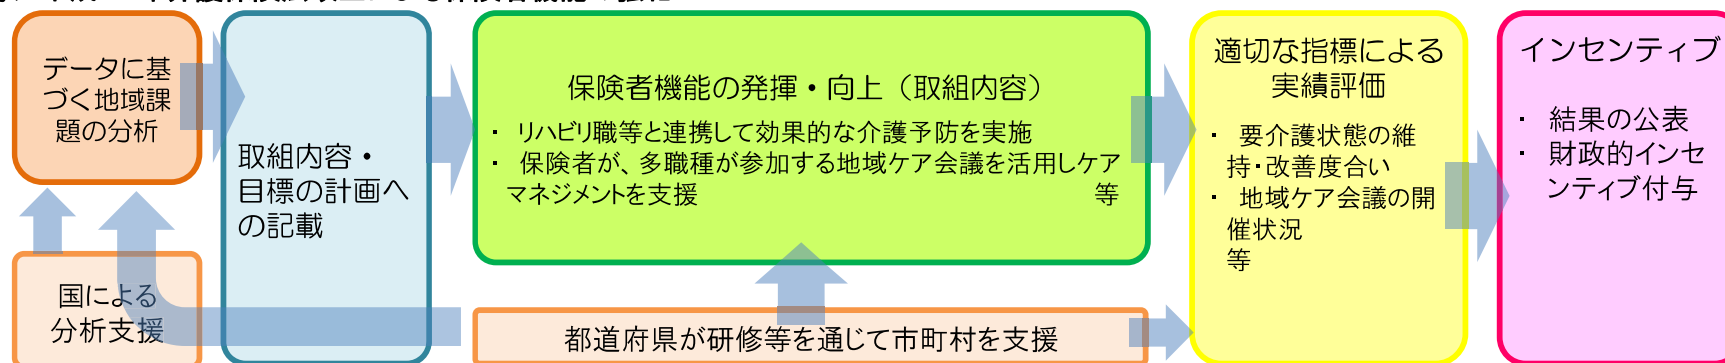 データに基
づく地域課
題の分析
国による
分析支援
取組内容・
目標の計画へ
の記載
保険者機能の発揮・向上（取組内容）
・ リハビリ職等と連携して効果的な介護予防を実施
・ 保険者が、多職種が参加する地域ケア会議を活用しケア
マネジメントを支援 等
都道府県が研修等を通じて市町村を支援
適切な指標による
実績評価
・ 要介護状態の維
持・改善度合い
・ 地域ケア会議の開
催状況
等
インセンティブ
・ 結果の公表
・ 財政的インセ
ンティブ付与